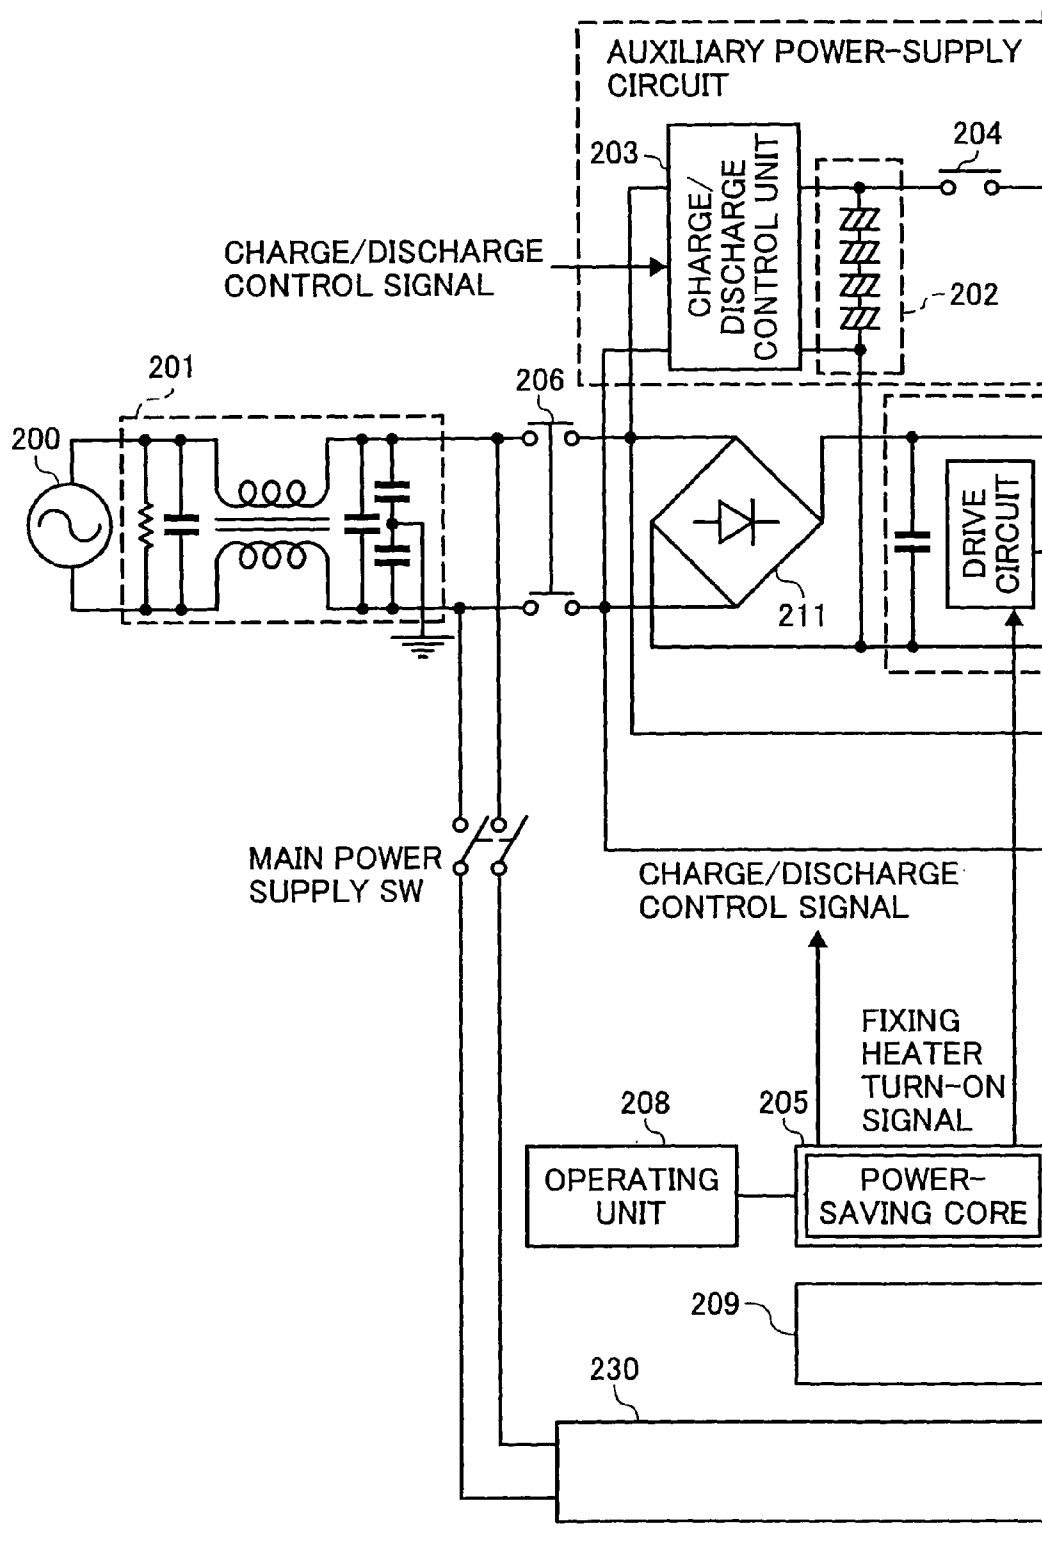 AUXILIARY POWER-SUPPLY
CIRCUIT
203
204
CHARGE/
DISCHARGE
CONTROL UNIT
CHARGE/DISCHARGE
CONTROL SIGNAL
202
201
206
200
DRIVE
CIRCUIT
211
MAIN POWER
SUPPLY SW
CHARGE/DISCHARGE
CONTROL SIGNAL
FIXING
HEATER
TURN-ON
SIGNAL
208
205
OPERATING
UNIT
POWER-
SAVING CORE
209
230